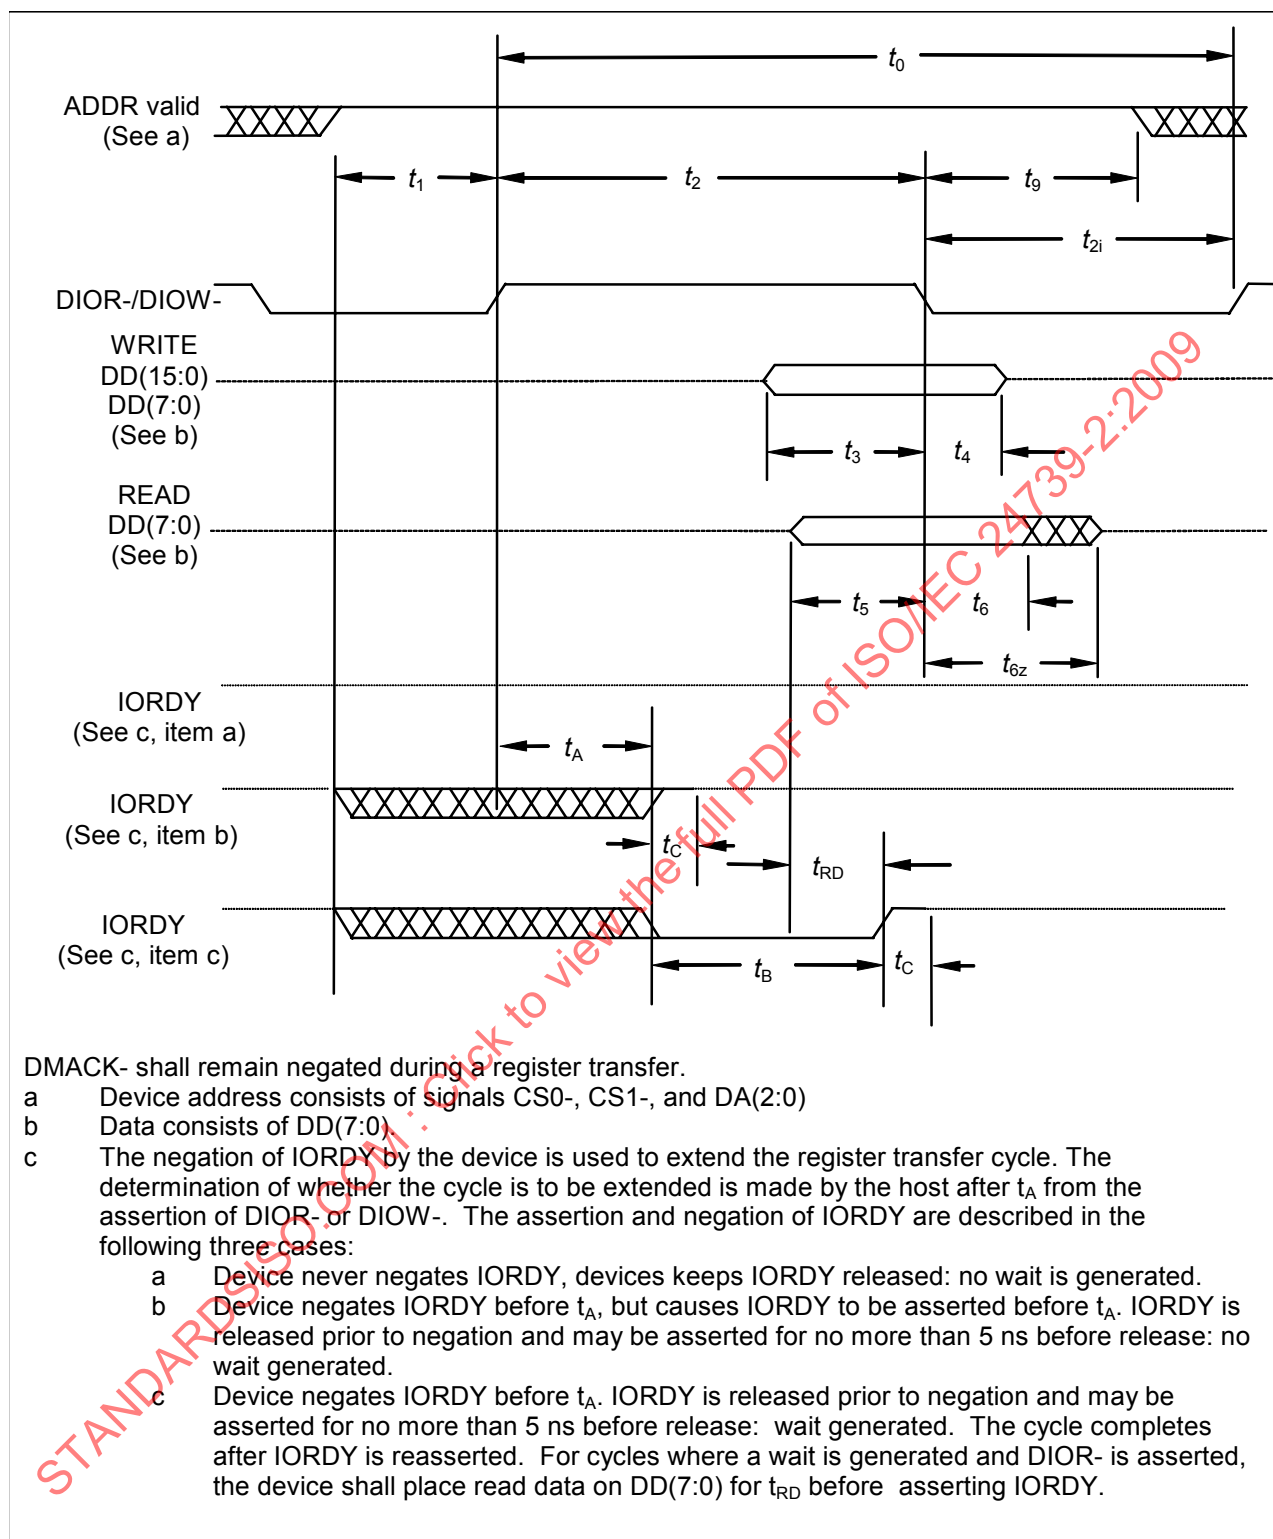 t0
ADDR valid
(See a)
t1
t2
t9
t2i
DIOR-/DIOW-
WRITE
DD(15:0)
DD(7:0)
(See b)
t3
t4
READ
DD(7:0)
(See b)
t5
t6
t6z
IORDY
(See c, item a)
tA
IORDY
(See c, item b)
tC
tRD
IORDY
(See c, item c)
tB
tC
DMACK- shall remain negated during a register transfer.
a Device address consists of signals CS0-, CS1-, and DA(2:0)
b Data consists of DD(7:0).
c The negation of IORDY by the device is used to extend the register transfer cycle. The
determination of whether the cycle is to be extended is made by the host after tA from the
assertion of DIOR- or DIOW-. The assertion and negation of IORDY are described in the
following three cases:
a Device never negates IORDY, devices keeps IORDY released: no wait is generated.
b Device negates IORDY before tA, but causes IORDY to be asserted before tA. IORDY is
released prior to negation and may be asserted for no more than 5 ns before release: no
wait generated.
c Device negates IORDY before tA. IORDY is released prior to negation and may be
asserted for no more than 5 ns before release: wait generated. The cycle completes
after IORDY is reasserted. For cycles where a wait is generated and DIOR- is asserted,
the device shall place read data on DD(7:0) for tRD before asserting IORDY.
STANDARDSISO.COM : Click to view the full PDF of ISO/IEC 24739-2:2009